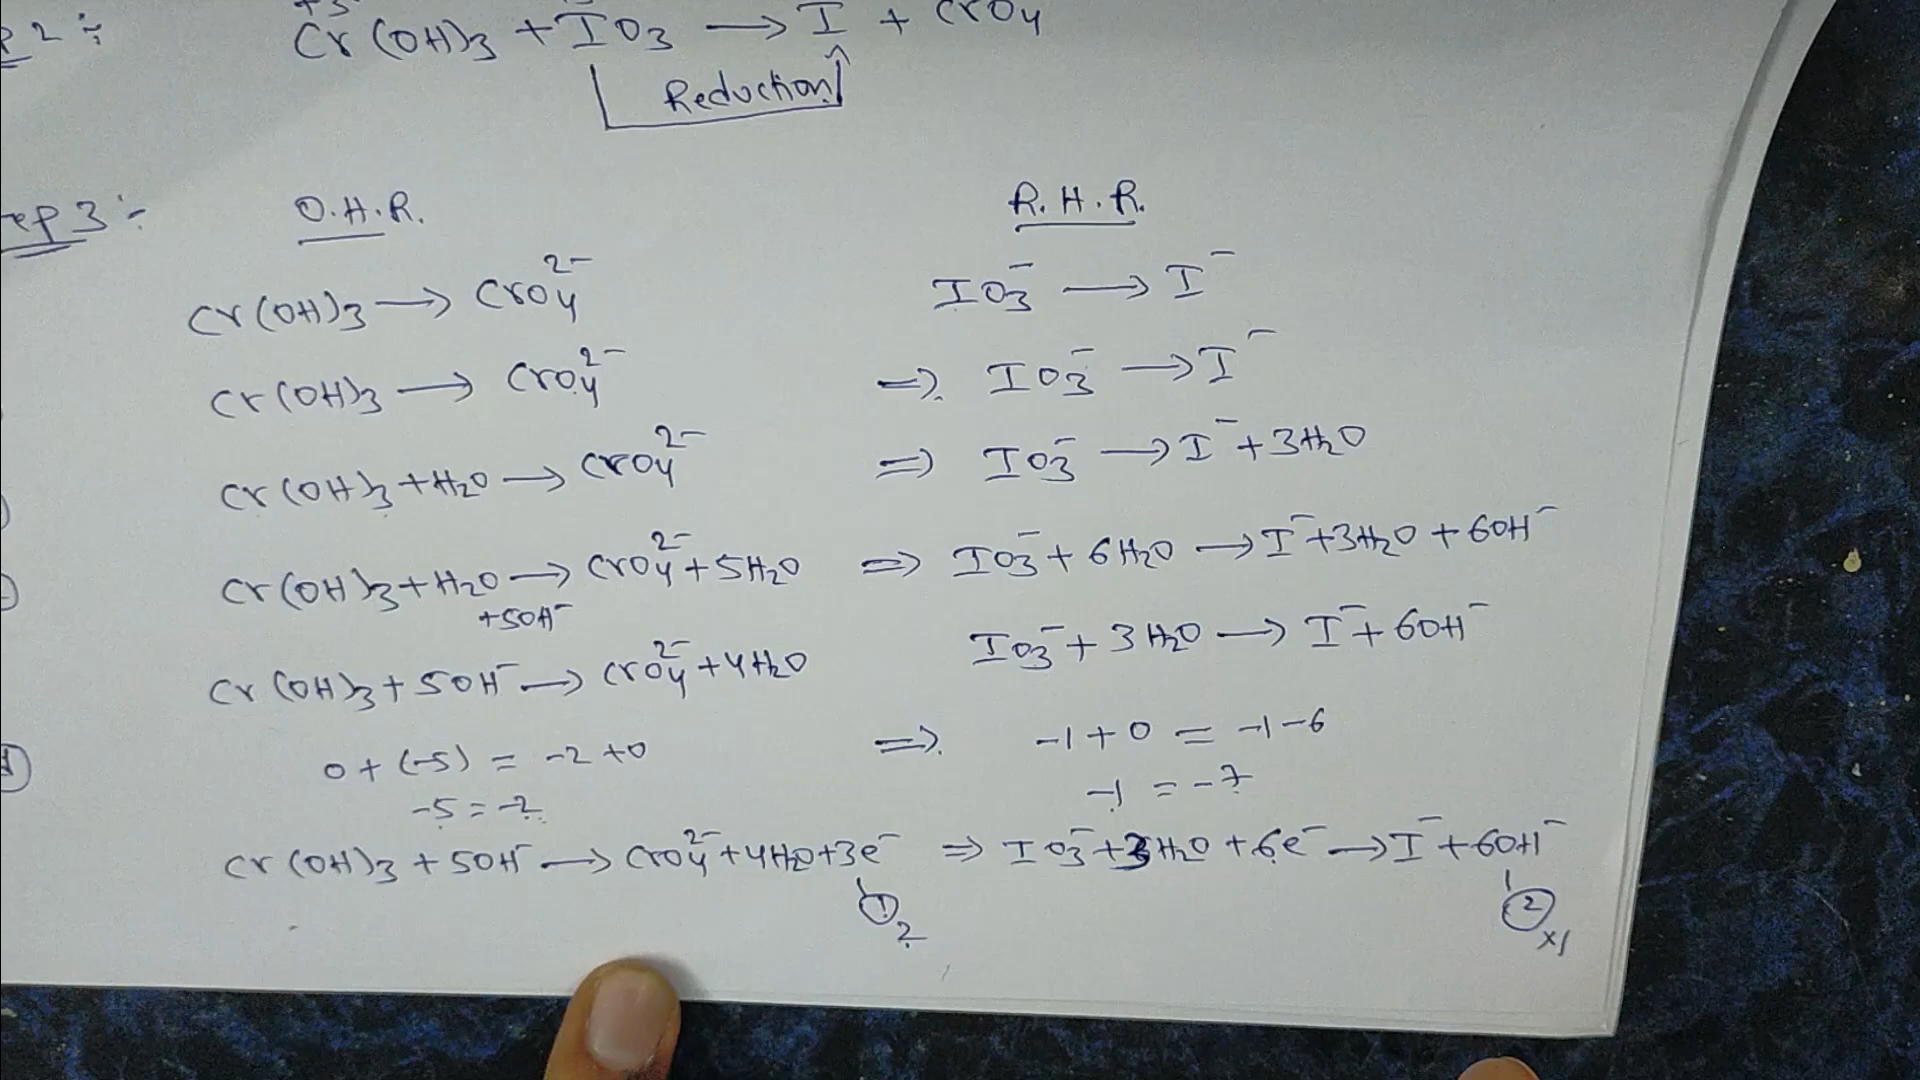 2 :-
+3
Cr(OH)3 + IO3 → I + CrO4
Reduction
ep 3 :-
O.H.R.
R.H.R.
Cr(OH)3 → CrO4^2-
IO3^- → I^-
Cr(OH)3 → CrO4^2-
⇒ IO3^- → I^-
Cr(OH)3 + H2O → CrO4^2-
⇒ IO3^- → I^- + 3H2O
Cr(OH)3 + H2O → CrO4^2- + 5H2O
+5OH^-
⇒ IO3^- + 6H2O → I^- + 3H2O + 6OH^-
Cr(OH)3 + 5OH^- → CrO4^2- + 4H2O
IO3^- + 3H2O → I^- + 6OH^-
0 + (-5) = -2 + 0
⇒ -1 + 0 = -1 - 6
-5 = -2
-1 = -7
Cr(OH)3 + 5OH^- → CrO4^2- + 4H2O + 3e^-
⇒ IO3^- + 3H2O + 6e^- → I^- + 6OH^-
① 2
② x1